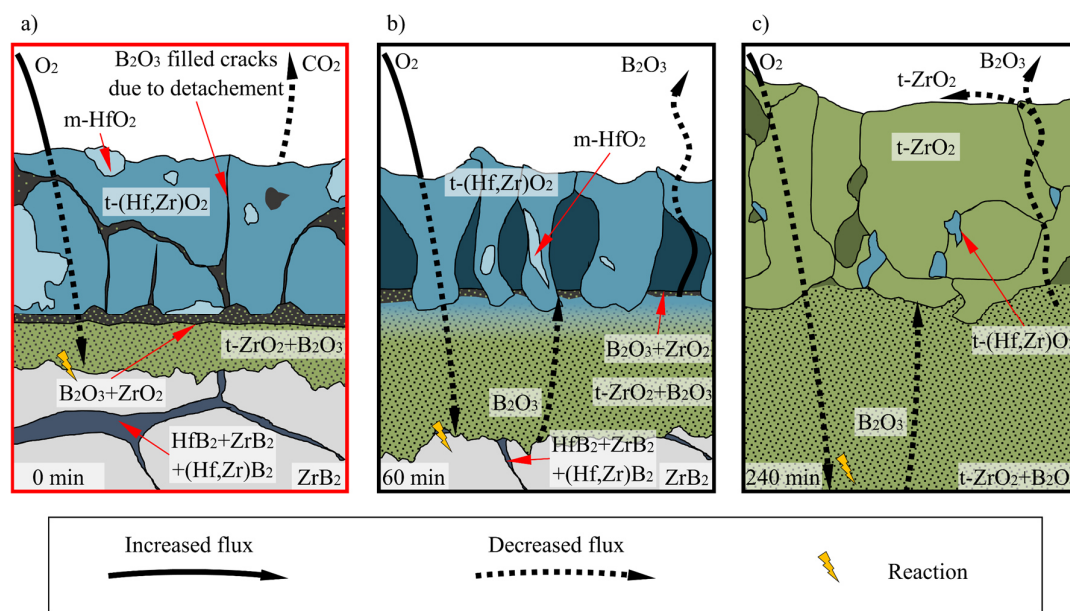 a)
b)
c)
O₂
B₂O₃ filled cracks
due to detachement
CO₂
m-HfO₂
t-(Hf,Zr)O₂
t-ZrO₂+B₂O₃
B₂O₃+ZrO₂
HfB₂+ZrB₂
+(Hf,Zr)B₂
0 min
ZrB₂
O₂
B₂O₃
m-HfO₂
t-(Hf,Zr)O₂
B₂O₃+ZrO₂
t-ZrO₂+B₂O₃
B₂O₃
HfB₂+ZrB₂
+(Hf,Zr)B₂
60 min
ZrB₂
O₂
B₂O₃
t-ZrO₂
t-ZrO₂
t-(Hf,Zr)O₂
B₂O₃
240 min
t-ZrO₂+B₂O
Increased flux
Decreased flux
Reaction